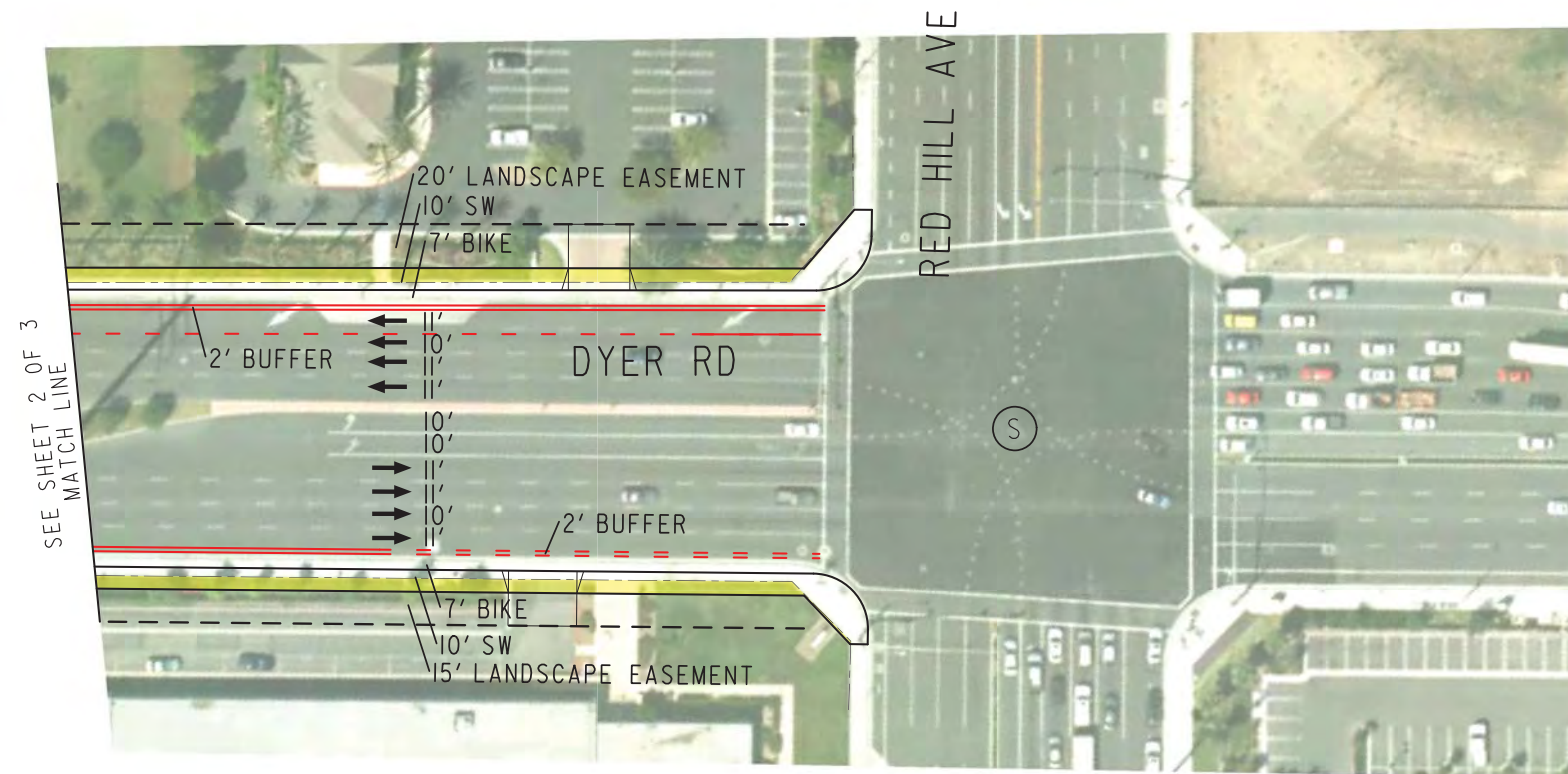 RED HILL AVE
20' LANDSCAPE EASEMENT
10' SW
7' BIKE
2' BUFFER
DYER RD
11'
10'
11'
11'
10'
10'
11'
11'
10'
11'
S
2' BUFFER
7' BIKE
10' SW
15' LANDSCAPE EASEMENT
SEE SHEET 2 OF 3
MATCH LINE